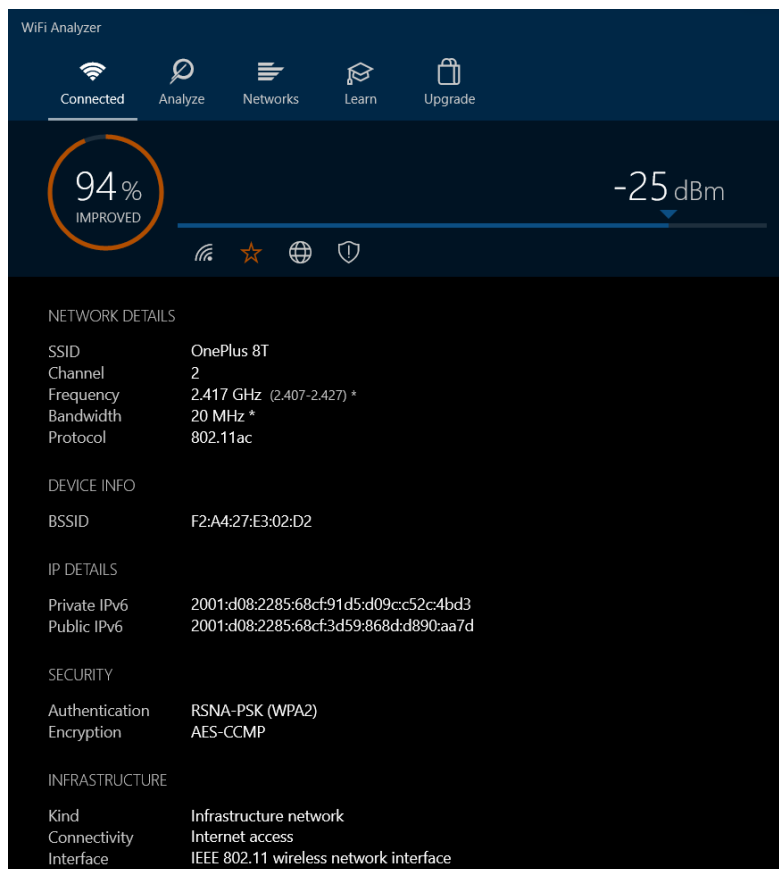 WiFi Analyzer
Connected Analyze Networks Learn Upgrade
94 %
IMPROVED
-25 dBm
NETWORK DETAILS
SSID OnePlus 8T
Channel 2
Frequency 2.417 GHz (2.407-2.427) *
Bandwidth 20 MHz *
Protocol 802.11ac
DEVICE INFO
BSSID F2:A4:27:E3:02:D2
IP DETAILS
Private IPv6 2001:d08:2285:68cf:91d5:d09c:c52c:4bd3
Public IPv6 2001:d08:2285:68cf:3d59:868d:d890:aa7d
SECURITY
Authentication RSNA-PSK (WPA2)
Encryption AES-CCMP
INFRASTRUCTURE
Kind Infrastructure network
Connectivity Internet access
Interface IEEE 802.11 wireless network interface